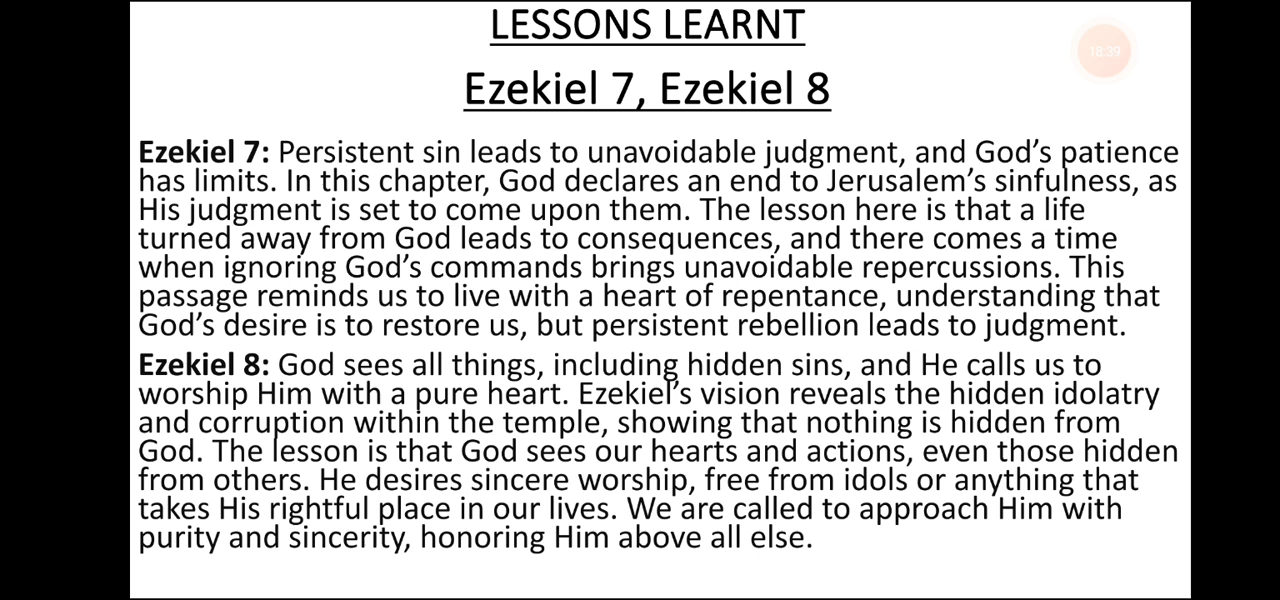 LESSONS LEARNT
18:39
Ezekiel 7, Ezekiel 8
Ezekiel 7: Persistent sin leads to unavoidable judgment, and God’s patience
has limits. In this chapter, God declares an end to Jerusalem’s sinfulness, as
His judgment is set to come upon them. The lesson here is that a life
turned away from God leads to consequences, and there comes a time
when ignoring God’s commands brings unavoidable repercussions. This
passage reminds us to live with a heart of repentance, understanding that
God’s desire is to restore us, but persistent rebellion leads to judgment.
Ezekiel 8: God sees all things, including hidden sins, and He calls us to
worship Him with a pure heart. Ezekiel’s vision reveals the hidden idolatry
and corruption within the temple, showing that nothing is hidden from
God. The lesson is that God sees our hearts and actions, even those hidden
from others. He desires sincere worship, free from idols or anything that
takes His rightful place in our lives. We are called to approach Him with
purity and sincerity, honoring Him above all else.